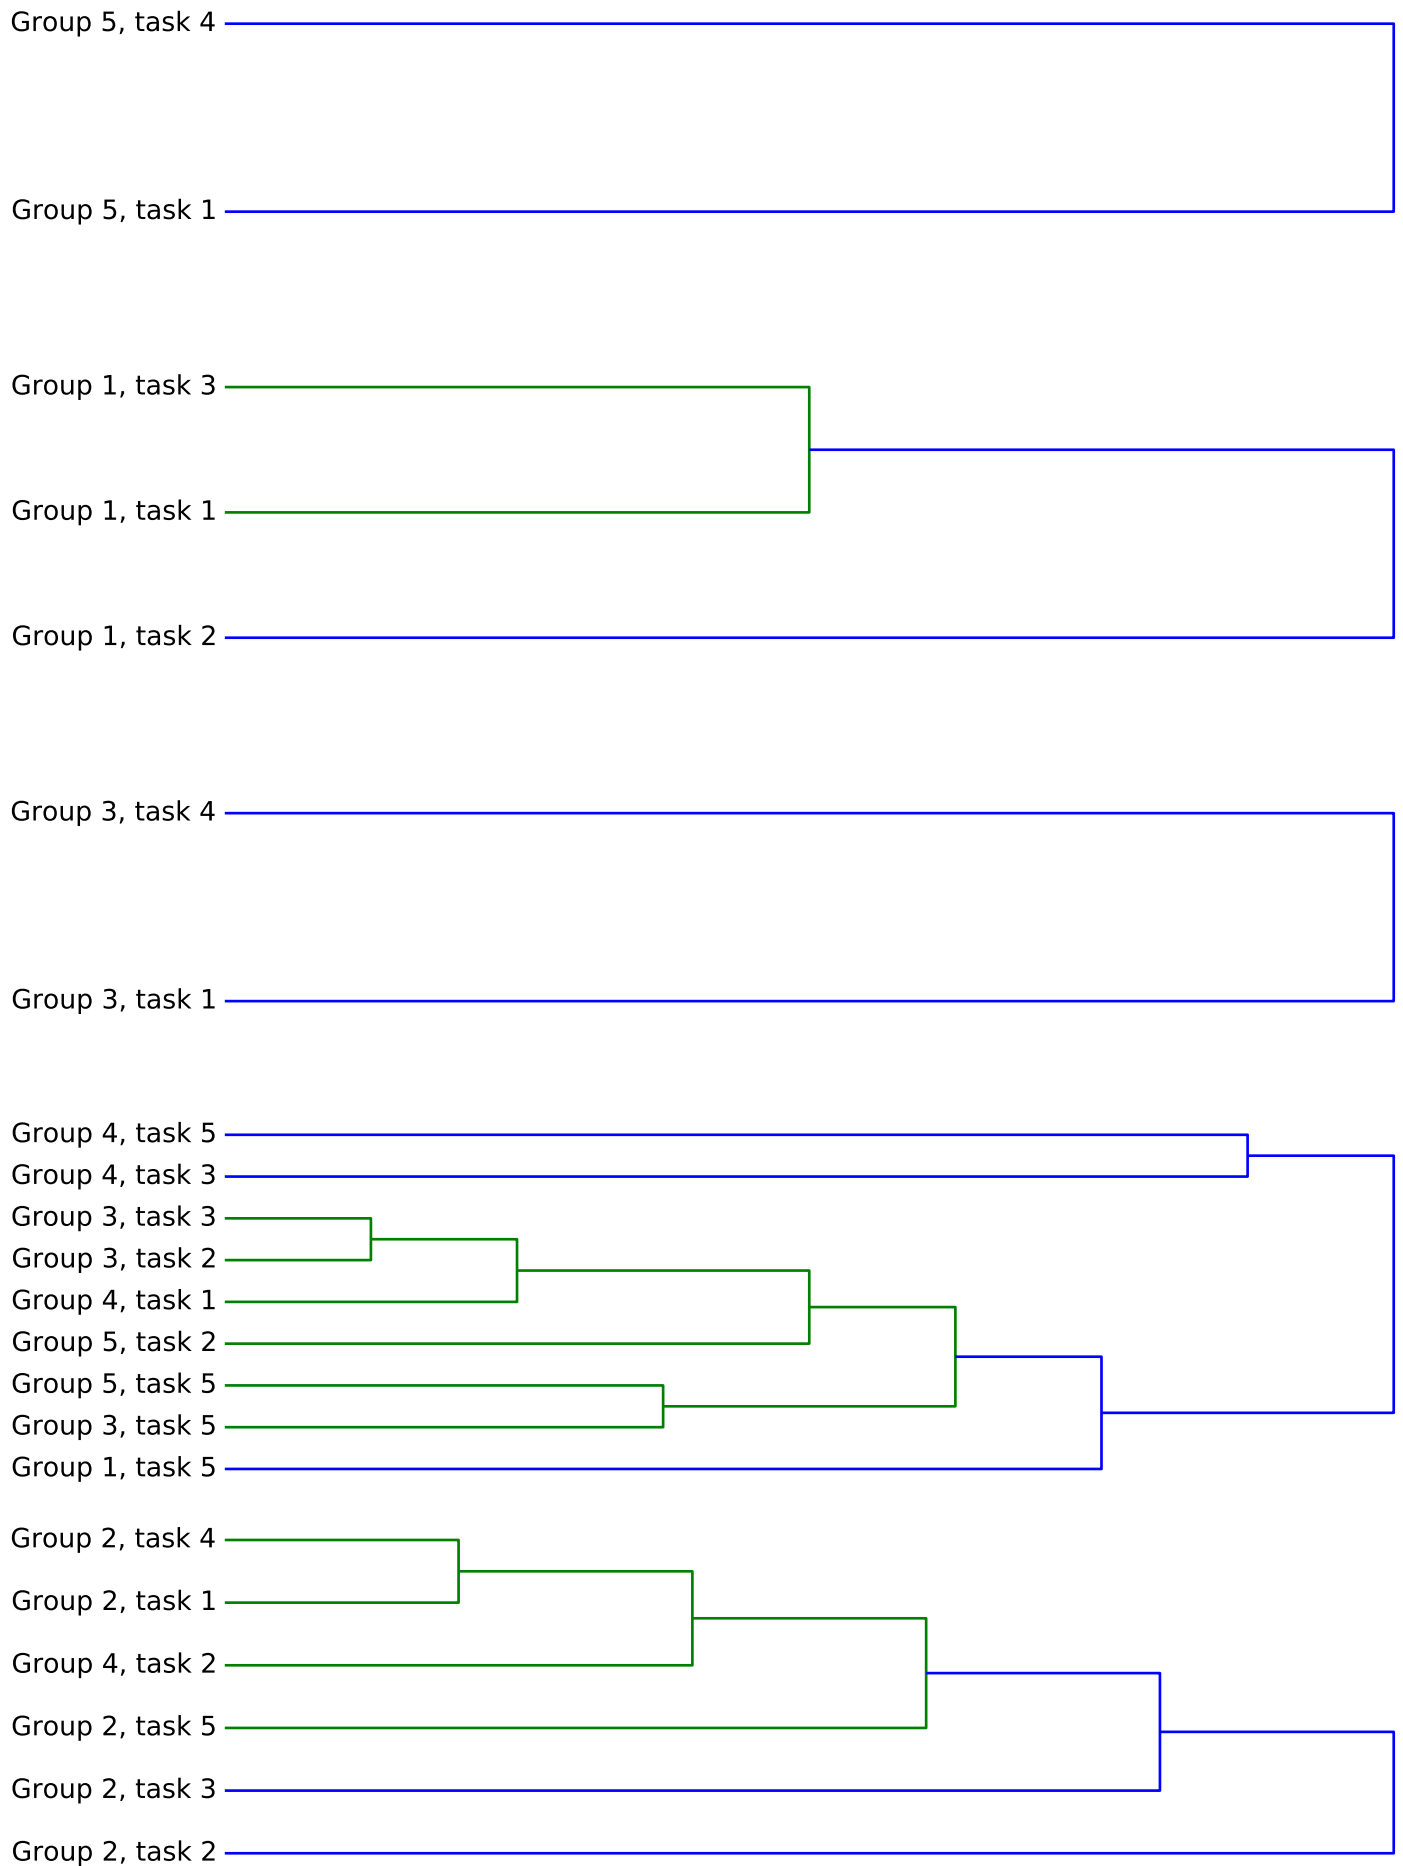 Group 5, task 4
Group 5, task 1
Group 1, task 3
Group 1, task 1
Group 1, task 2
Group 3, task 4
Group 3, task 1
Group 4, task 5
Group 4, task 3
Group 3, task 3
Group 3, task 2
Group 4, task 1
Group 5, task 2
Group 5, task 5
Group 3, task 5
Group 1, task 5
Group 2, task 4
Group 2, task 1
Group 4, task 2
Group 2, task 5
Group 2, task 3
Group 2, task 2